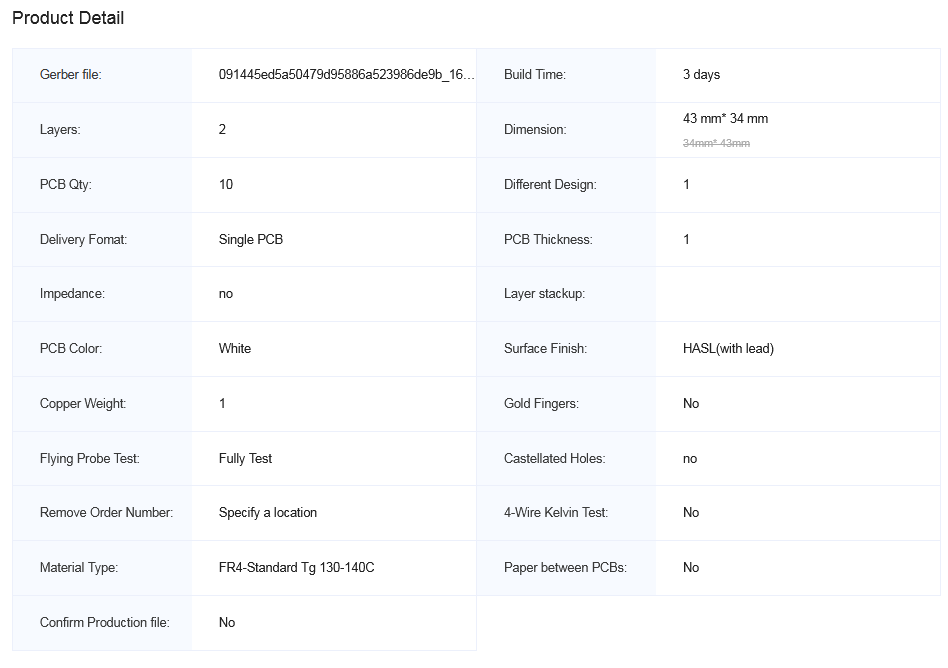 Product Detail
Gerber file: 091445ed5a50479d95886a523986de9b_16... Build Time: 3 days
Layers: 2 Dimension: 43 mm* 34 mm
34mm* 43mm
PCB Qty: 10 Different Design: 1
Delivery Fomat: Single PCB PCB Thickness: 1
Impedance: no Layer stackup:
PCB Color: White Surface Finish: HASL(with lead)
Copper Weight: 1 Gold Fingers: No
Flying Probe Test: Fully Test Castellated Holes: no
Remove Order Number: Specify a location 4-Wire Kelvin Test: No
Material Type: FR4-Standard Tg 130-140C Paper between PCBs: No
Confirm Production file: No